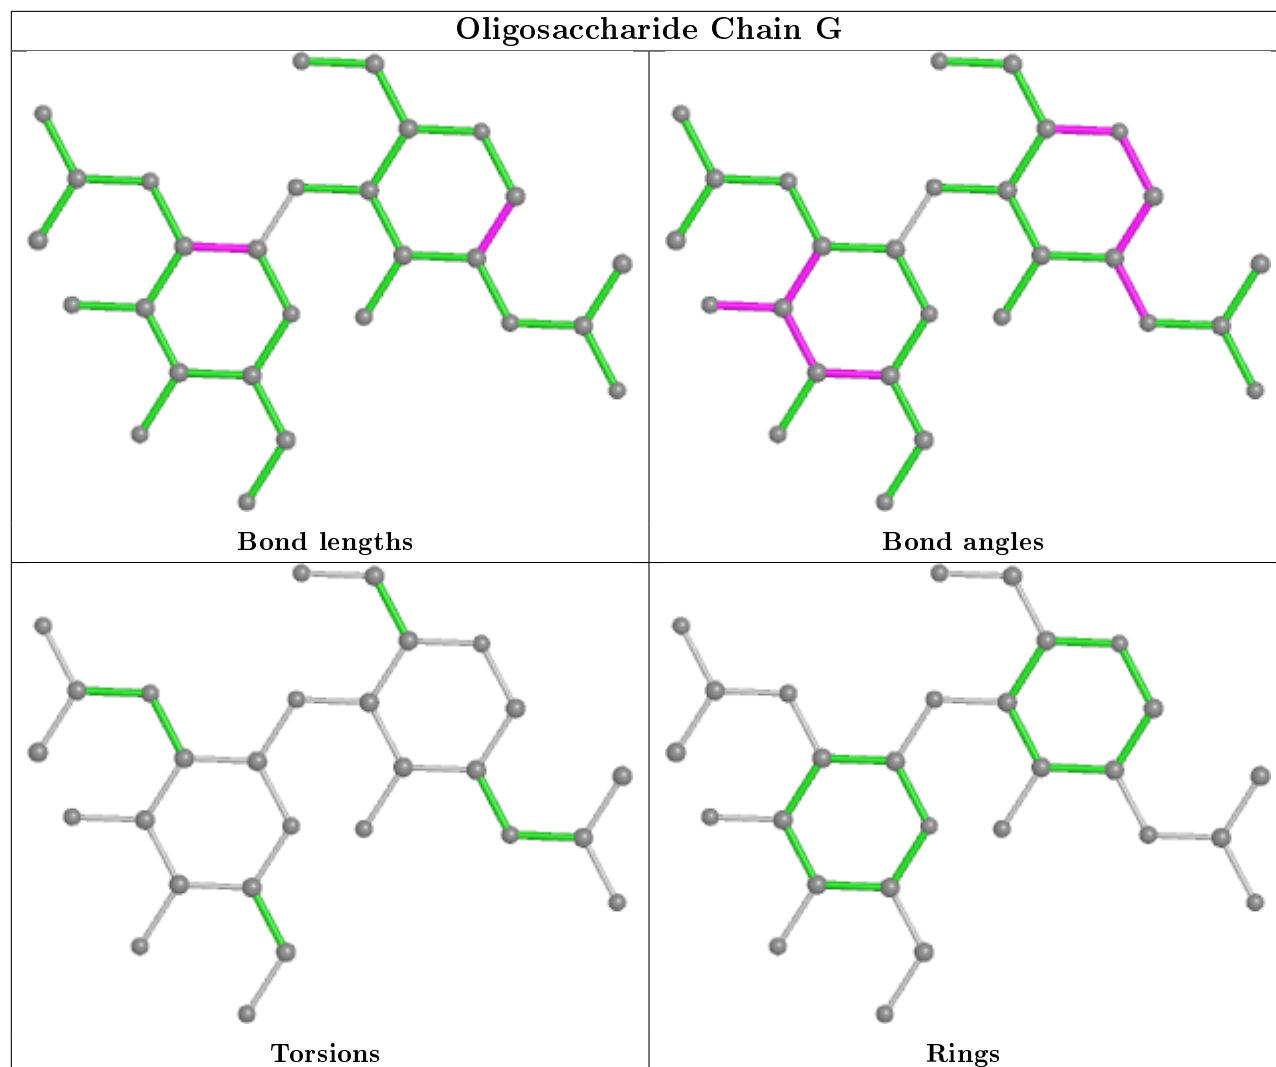 Oligosaccharide Chain G
Bond lengths
Bond angles
Torsions
Rings